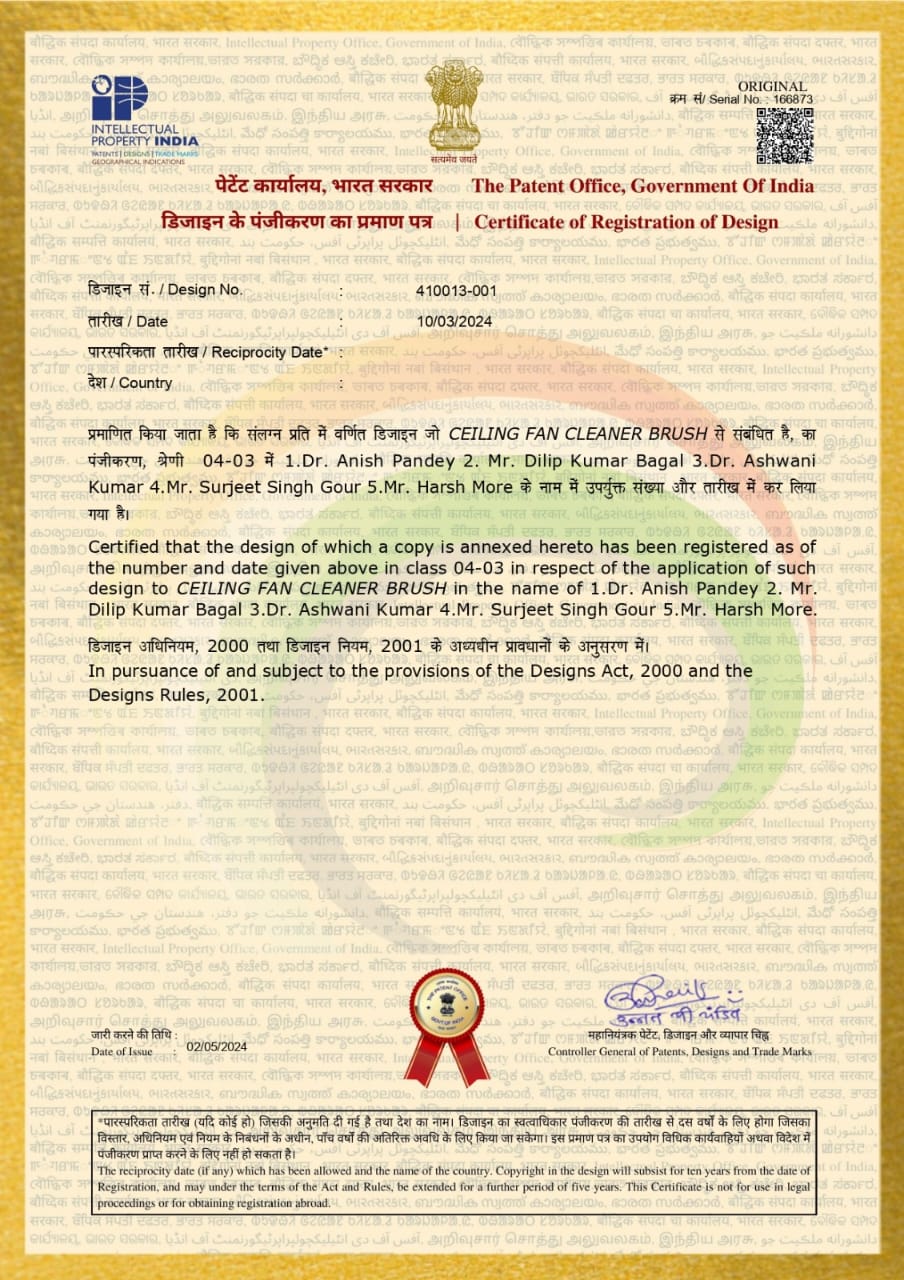 INTELLECTUAL
PROPERTY INDIA
PATENTS | DESIGNS | TRADE MARKS
GEOGRAPHICAL INDICATIONS
सत्यमेव जयते
ORIGINAL
क्रम सं/ Serial No. : 166873
पेटेंट कार्यालय, भारत सरकार The Patent Office, Government Of India
डिजाइन के पंजीकरण का प्रमाण पत्र | Certificate of Registration of Design
डिजाइन सं. / Design No. : 410013-001
तारीख / Date : 10/03/2024
पारस्परिकता तारीख / Reciprocity Date* :
देश / Country :
प्रमाणित किया जाता है कि संलग्न प्रति में वर्णित डिजाइन जो CEILING FAN CLEANER BRUSH से संबंधित है, का
पंजीकरण, श्रेणी 04-03 में 1.Dr. Anish Pandey 2. Mr. Dilip Kumar Bagal 3.Dr. Ashwani
Kumar 4.Mr. Surjeet Singh Gour 5.Mr. Harsh More के नाम में उपर्युक्त संख्या और तारीख में कर लिया
गया है।
Certified that the design of which a copy is annexed hereto has been registered as of
the number and date given above in class 04-03 in respect of the application of such
design to CEILING FAN CLEANER BRUSH in the name of 1.Dr. Anish Pandey 2. Mr.
Dilip Kumar Bagal 3.Dr. Ashwani Kumar 4.Mr. Surjeet Singh Gour 5.Mr. Harsh More.
डिजाइन अधिनियम, 2000 तथा डिजाइन नियम, 2001 के अध्यधीन प्रावधानों के अनुसरण में।
In pursuance of and subject to the provisions of the Designs Act, 2000 and the
Designs Rules, 2001.
THE PATENT OFFICE
GOVT. OF INDIA
जारी करने की तिथि :
Date of Issue : 02/05/2024
उन्नत पी पंडित
महानियंत्रक पेटेंट, डिजाइन और व्यापार चिह्न
Controller General of Patents, Designs and Trade Marks
*पारस्परिकता तारीख (यदि कोई हो) जिसकी अनुमति दी गई है तथा देश का नाम। डिजाइन का स्वत्वाधिकार पंजीकरण की तारीख से दस वर्षों के लिए होगा जिसका
विस्तार, अधिनियम एवं नियम के निबंधनों के अधीन, पाँच वर्षों की अतिरिक्त अवधि के लिए किया जा सकेगा। इस प्रमाण पत्र का उपयोग विधिक कार्यवाहियों अथवा विदेश में
पंजीकरण प्राप्त करने के लिए नहीं हो सकता है।
The reciprocity date (if any) which has been allowed and the name of the country. Copyright in the design will subsist for ten years from the date of
Registration, and may under the terms of the Act and Rules, be extended for a further period of five years. This Certificate is not for use in legal
proceedings or for obtaining registration abroad.